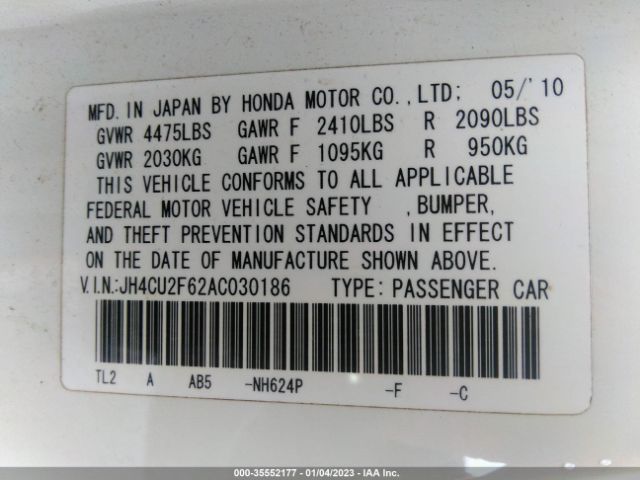 MFD. IN JAPAN BY HONDA MOTOR CO., LTD; 05/'10
GVWR 4475LBS GAWR F 2410LBS R 2090LBS
GVWR 2030KG GAWR F 1095KG R 950KG
THIS VEHICLE CONFORMS TO ALL APPLICABLE
FEDERAL MOTOR VEHICLE SAFETY , BUMPER,
AND THEFT PREVENTION STANDARDS IN EFFECT
ON THE DATE OF MANUFACTURE SHOWN ABOVE.
V.I.N.:JH4CU2F62AC030186 TYPE: PASSENGER CAR
TL2 A AB5 -NH624P -F -C
000-35552177 - 01/04/2023 - IAA Inc.